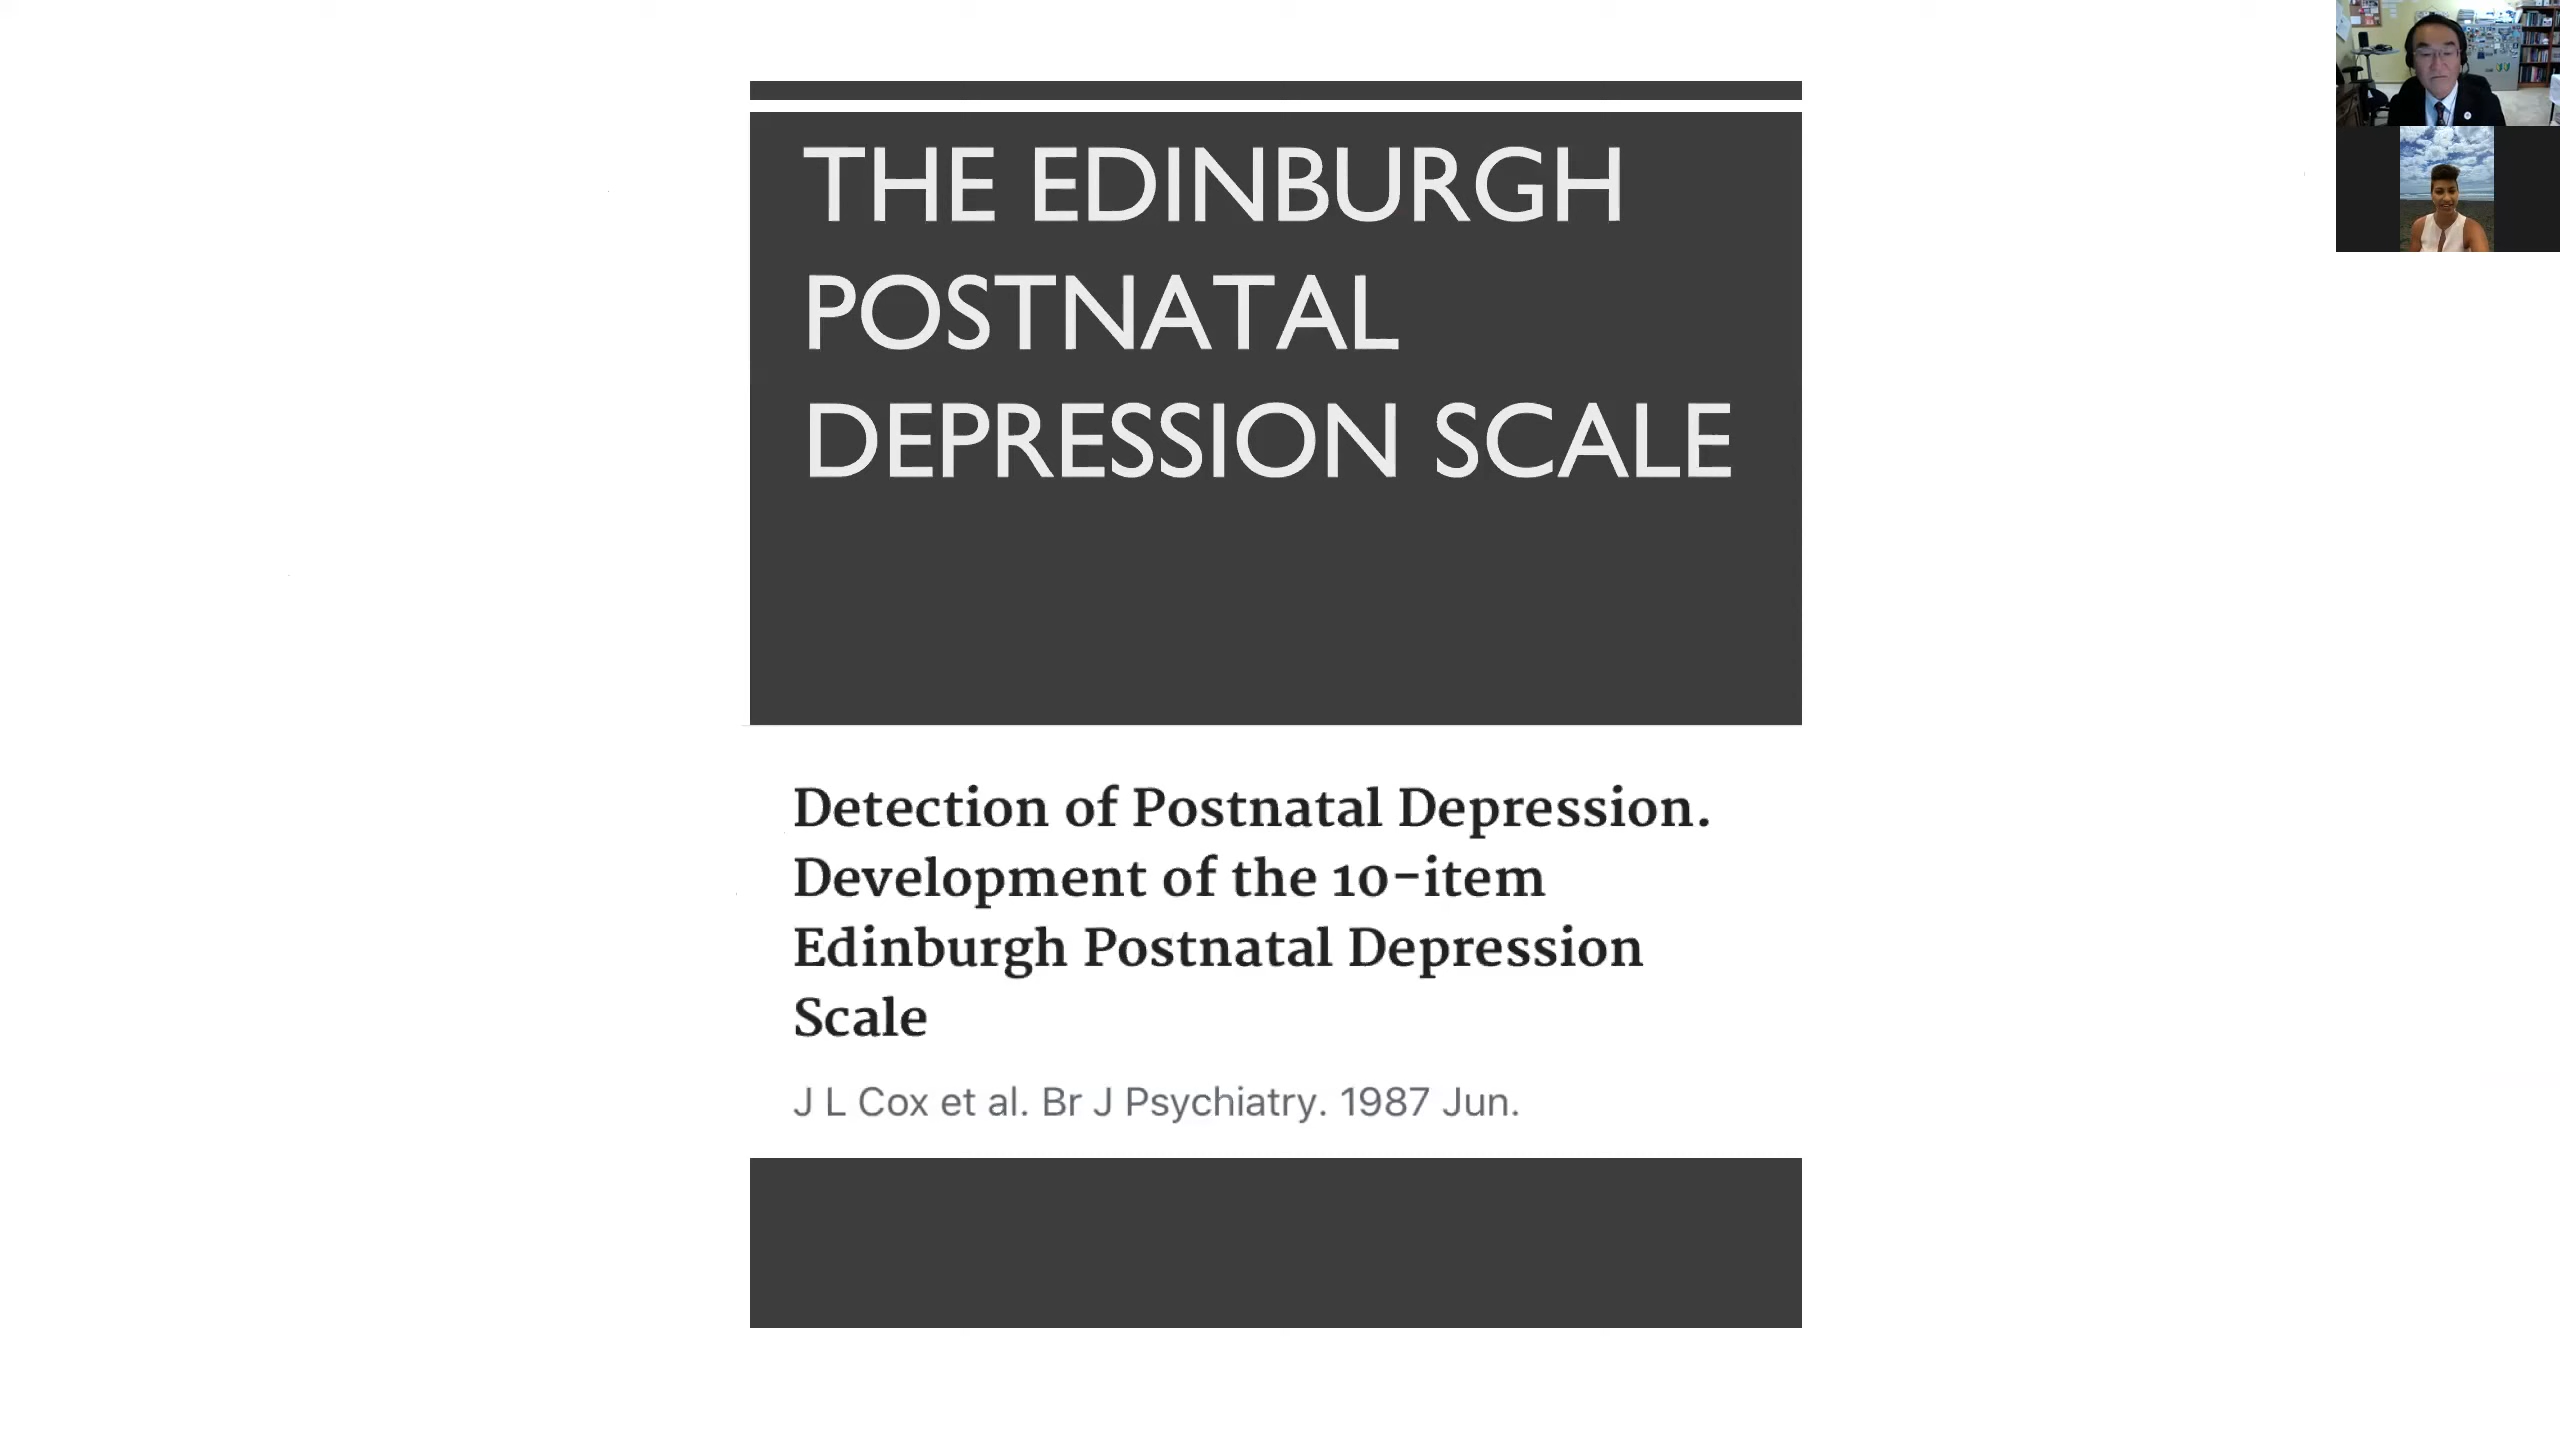 THE EDINBURGH
POSTNATAL
DEPRESSION SCALE
Detection of Postnatal Depression.
Development of the 10-item
Edinburgh Postnatal Depression
Scale
J L Cox et al. Br J Psychiatry. 1987 Jun.